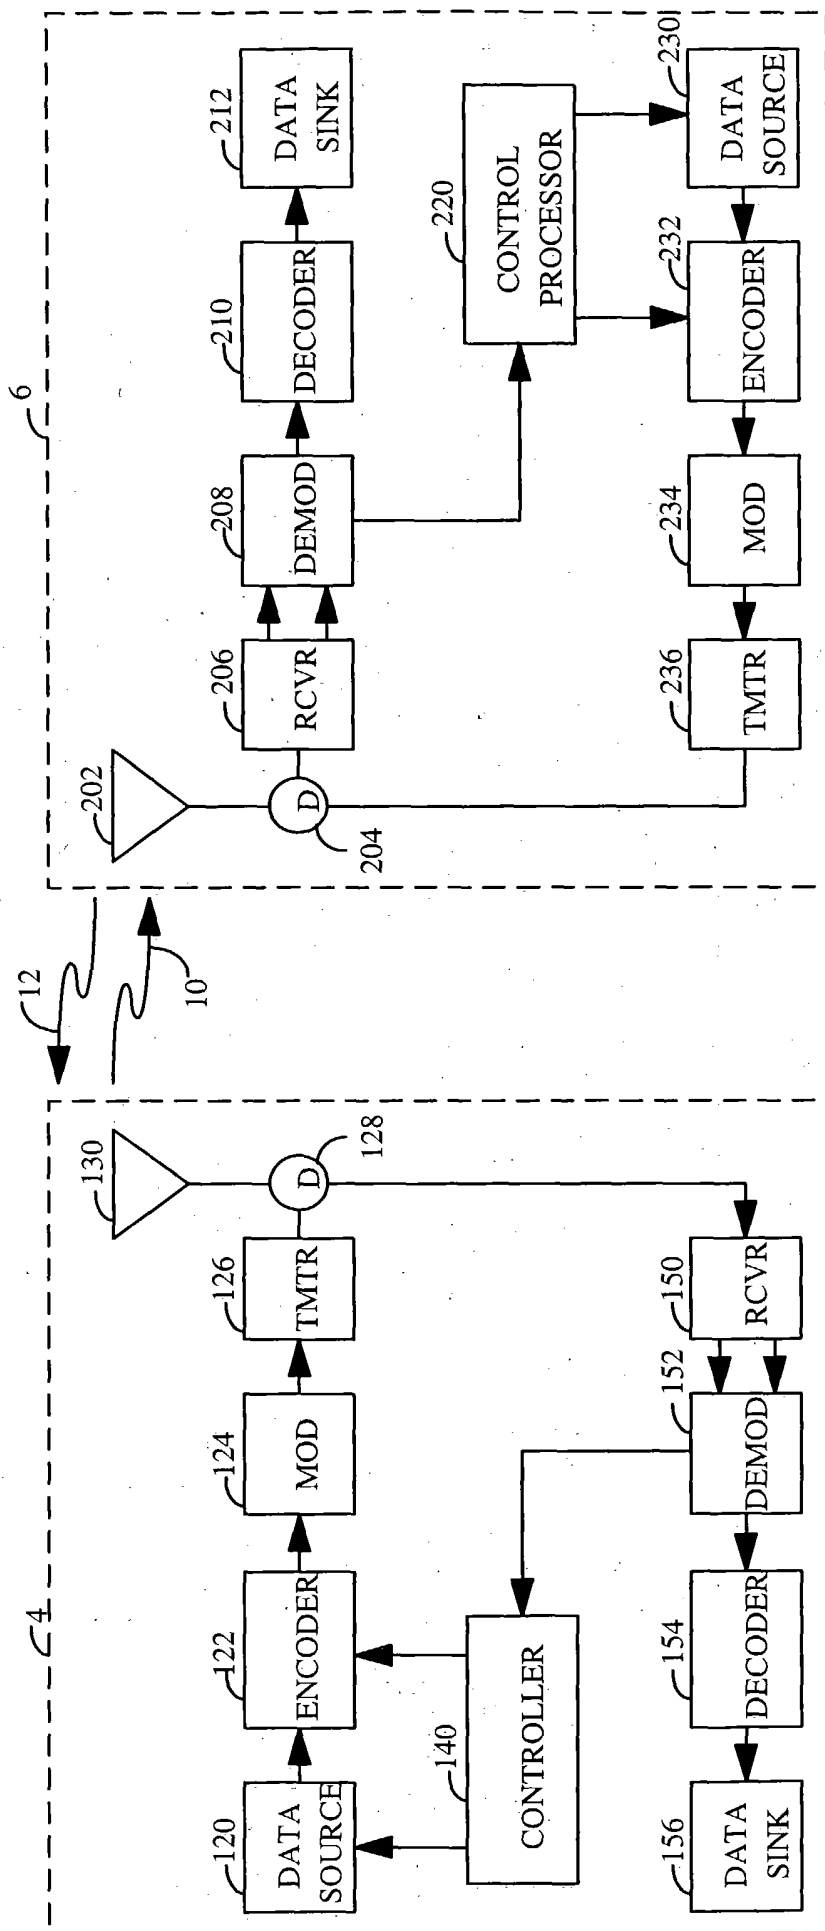 4
120
DATA
SOURCE
122
ENCODER
124
MOD
126
TMTR
130
D
128
140
CONTROLLER
156
DATA
SINK
154
DECODER
152
DEMOD
150
RCVR
12
10
6
202
D
204
206
RCVR
208
DEMOD
210
DECODER
212
DATA
SINK
220
CONTROL
PROCESSOR
236
TMTR
234
MOD
232
ENCODER
230
DATA
SOURCE